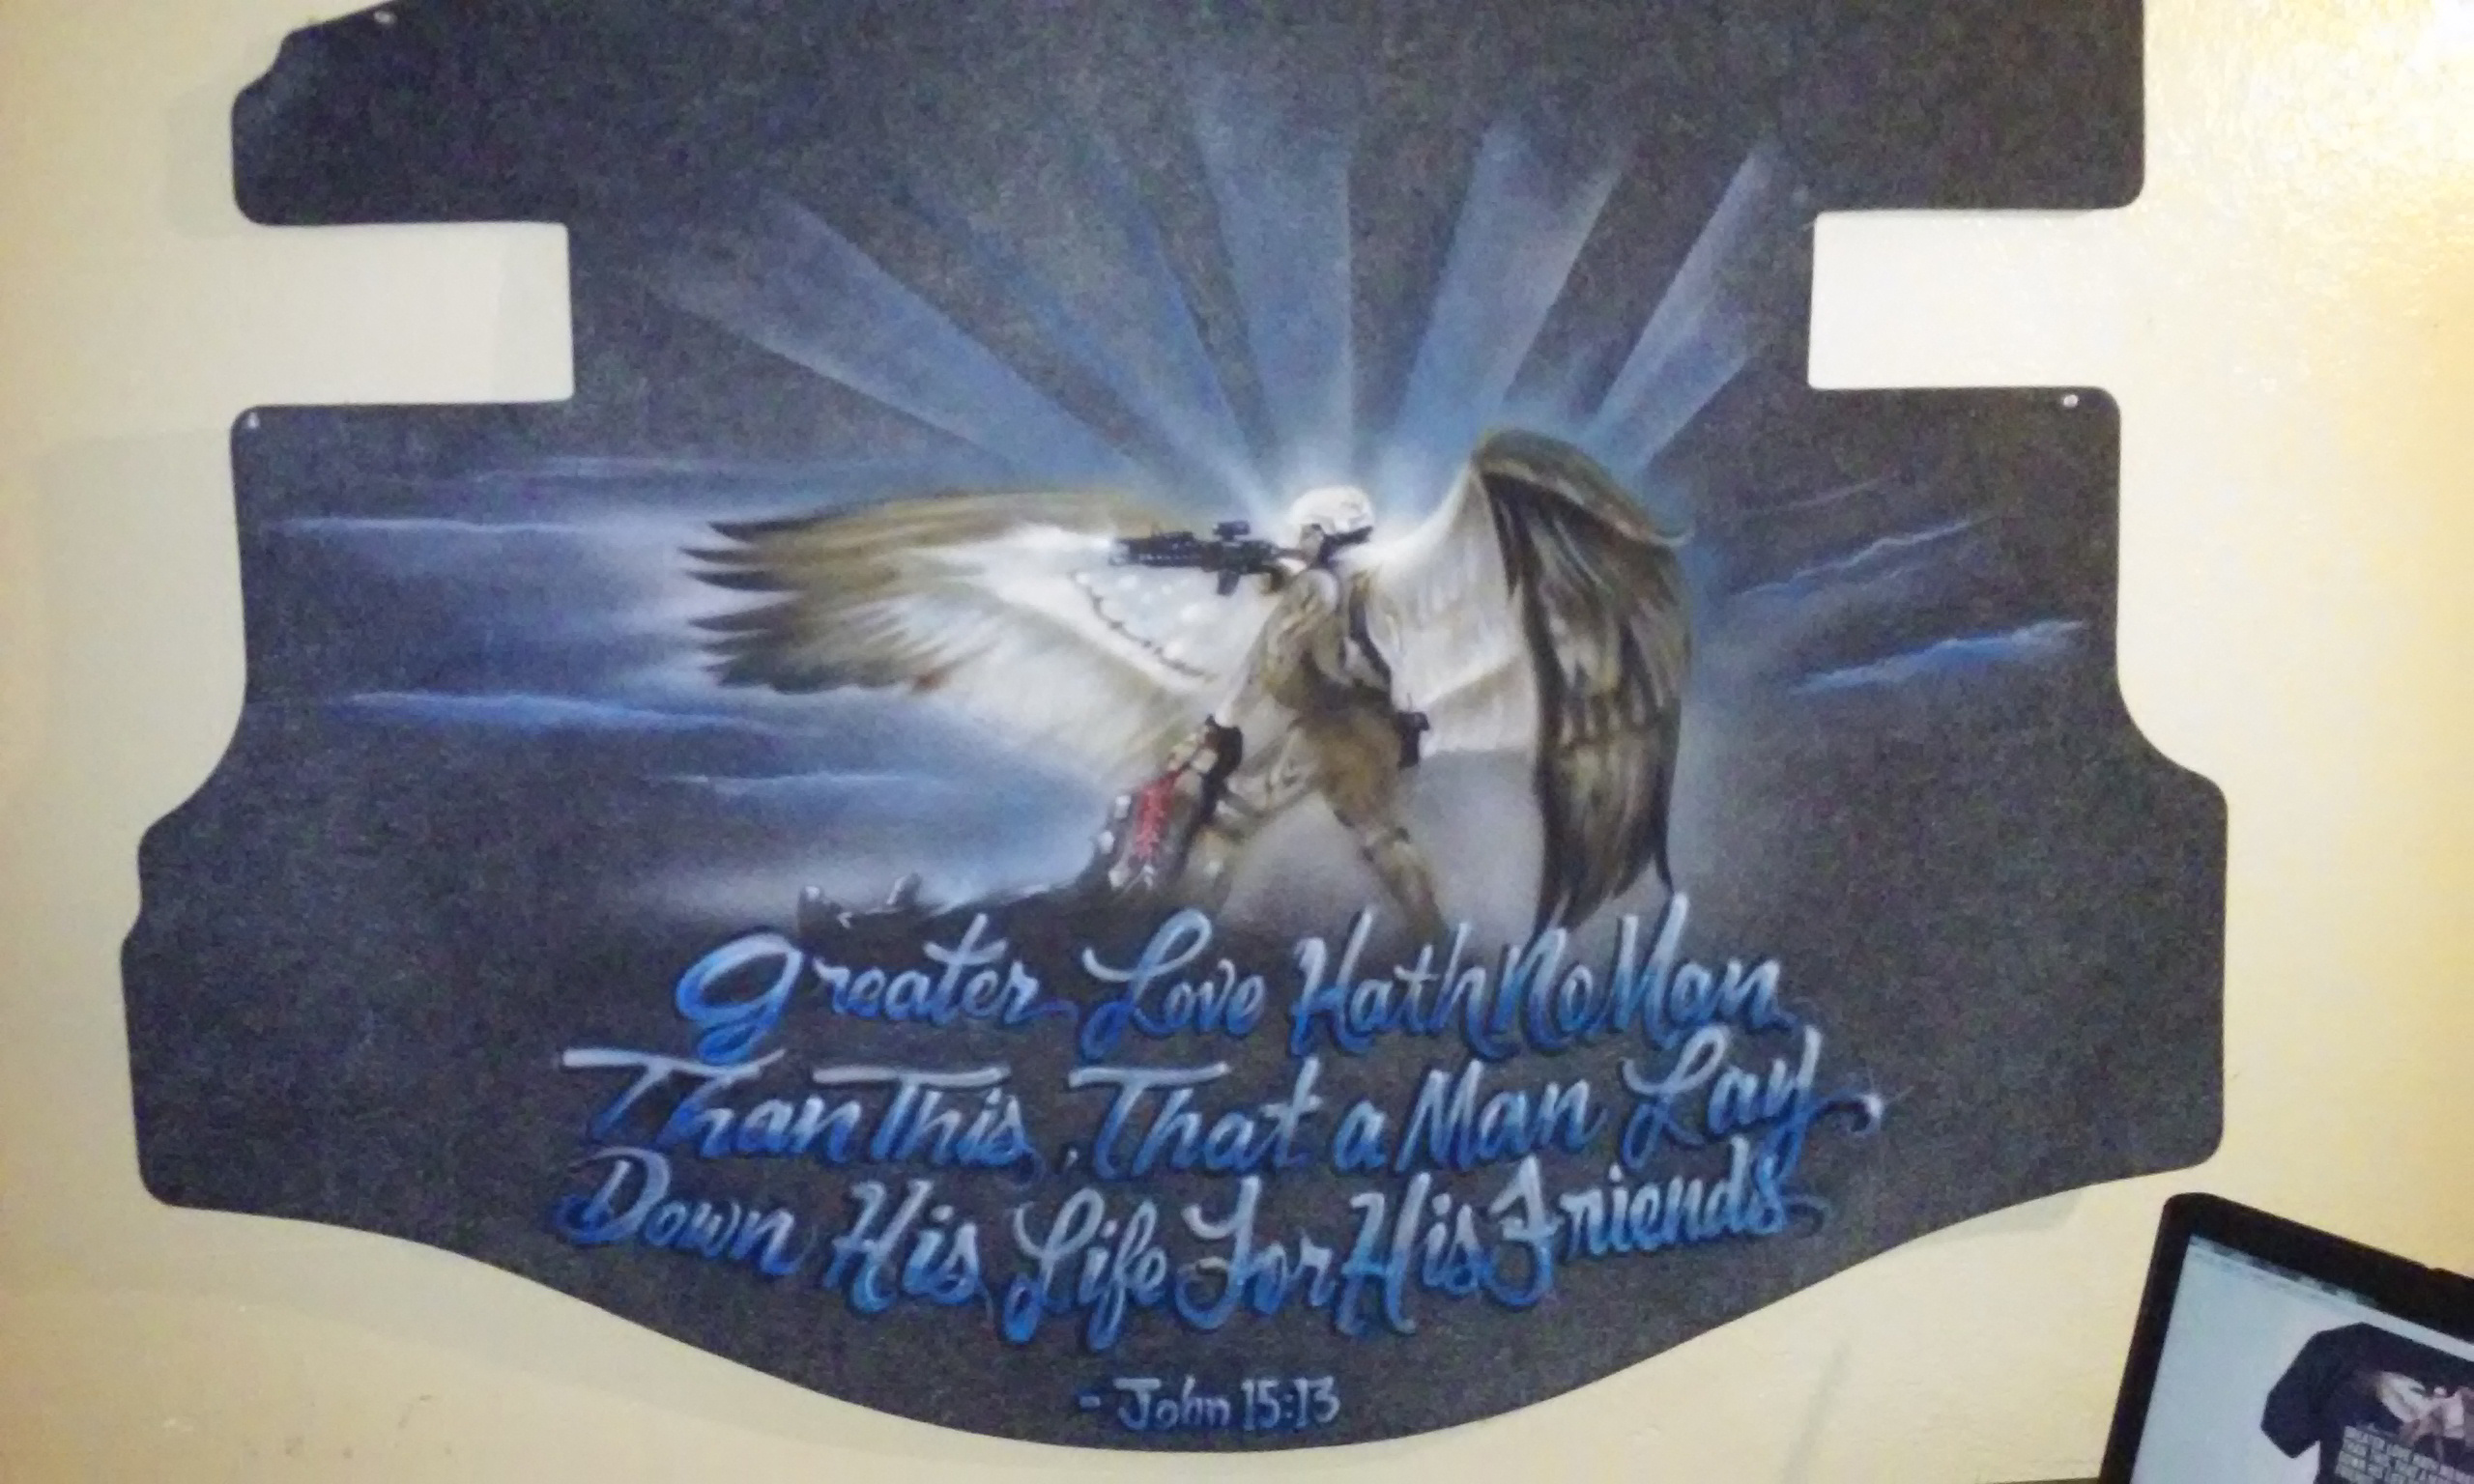 Greater Love Hath No Man
Than This, That a Man Lay
Down His Life For His Friends
- John 15:13